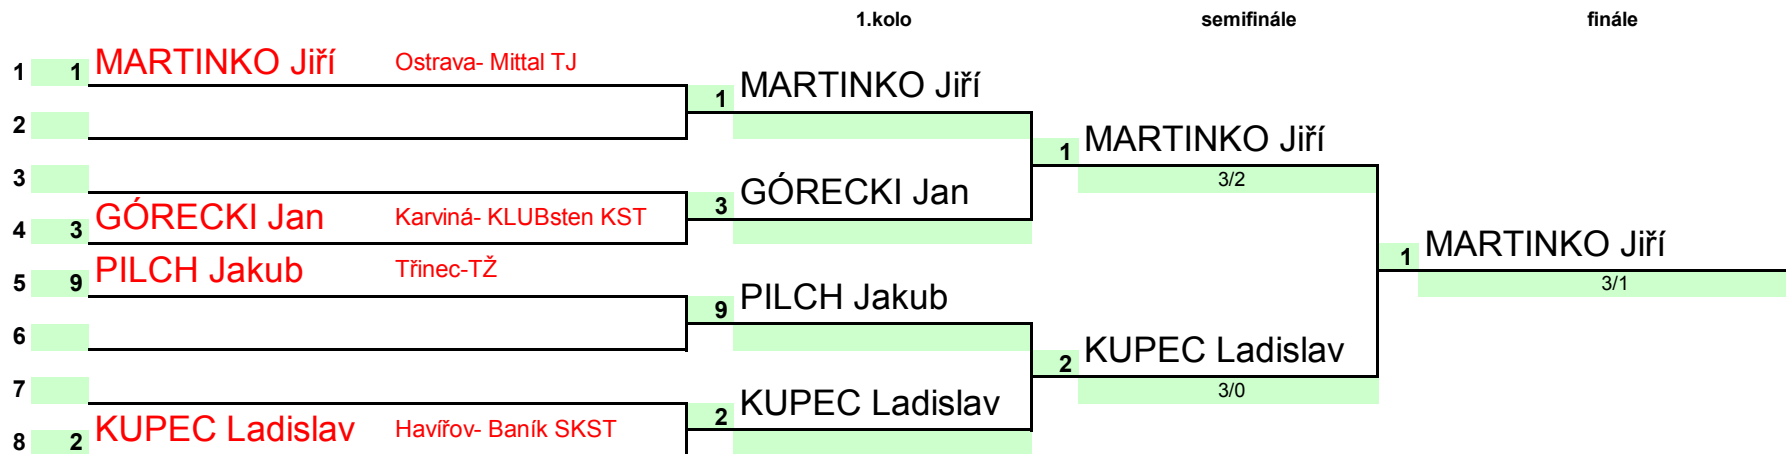 1.kolo semifinále finále
1 1 MARTINKO Jiří Ostrava- Mittal TJ
1 MARTINKO Jiří
2
1 MARTINKO Jiří
3/2
3
3 GÓRECKI Jan
4 3 GÓRECKI Jan Karviná- KLUBsten KST
1 MARTINKO Jiří
3/1
5 9 PILCH Jakub Třinec-TŽ
9 PILCH Jakub
6
2 KUPEC Ladislav
3/0
7
2 KUPEC Ladislav
8 2 KUPEC Ladislav Havířov- Baník SKST